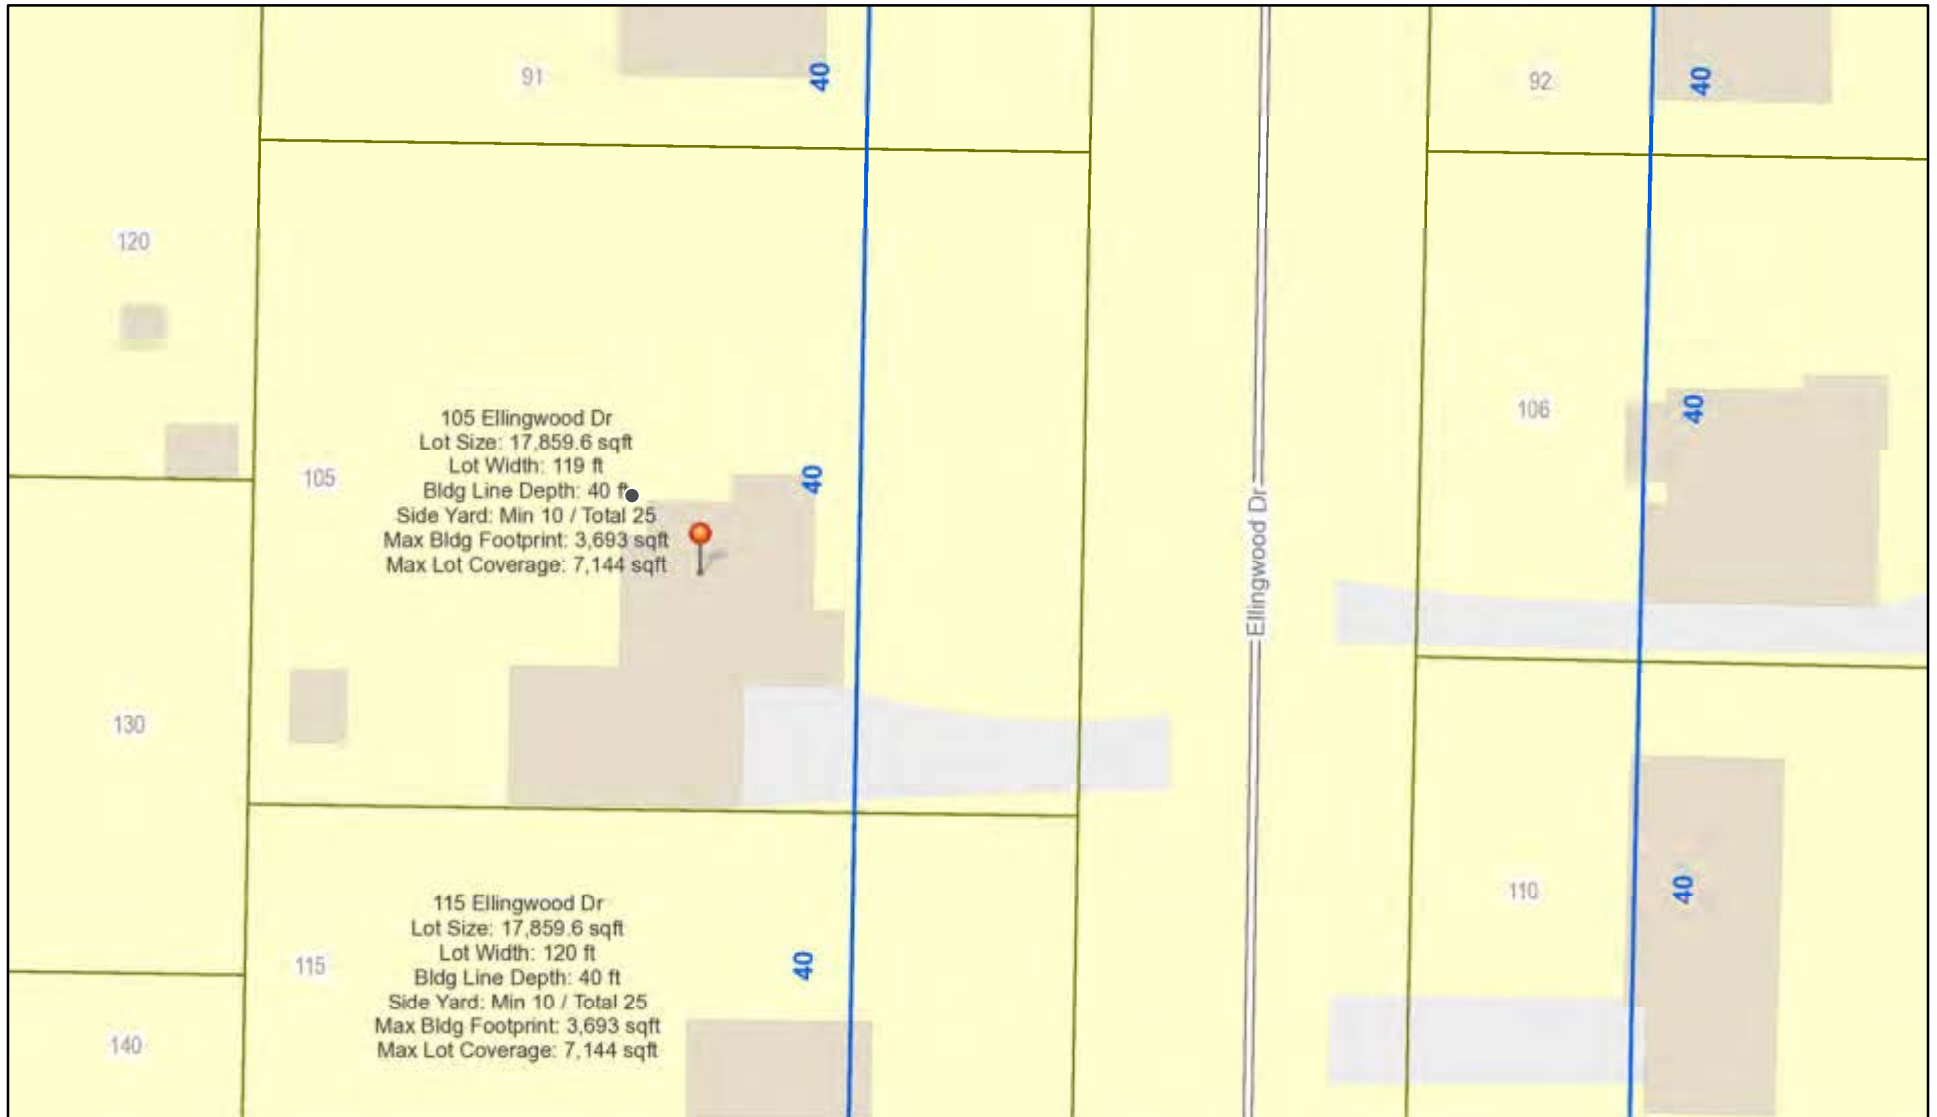 91
40
92
40
120
105 Ellingwood Dr
Lot Size: 17,859.6 sqft
Lot Width: 119 ft
Bldg Line Depth: 40 ft
Side Yard: Min 10 / Total 25
Max Bldg Footprint: 3,693 sqft
Max Lot Coverage: 7,144 sqft
105
40
106
40
Ellingwood Dr
130
115 Ellingwood Dr
Lot Size: 17,859.6 sqft
Lot Width: 120 ft
Bldg Line Depth: 40 ft
Side Yard: Min 10 / Total 25
Max Bldg Footprint: 3,693 sqft
Max Lot Coverage: 7,144 sqft
115
40
110
40
140